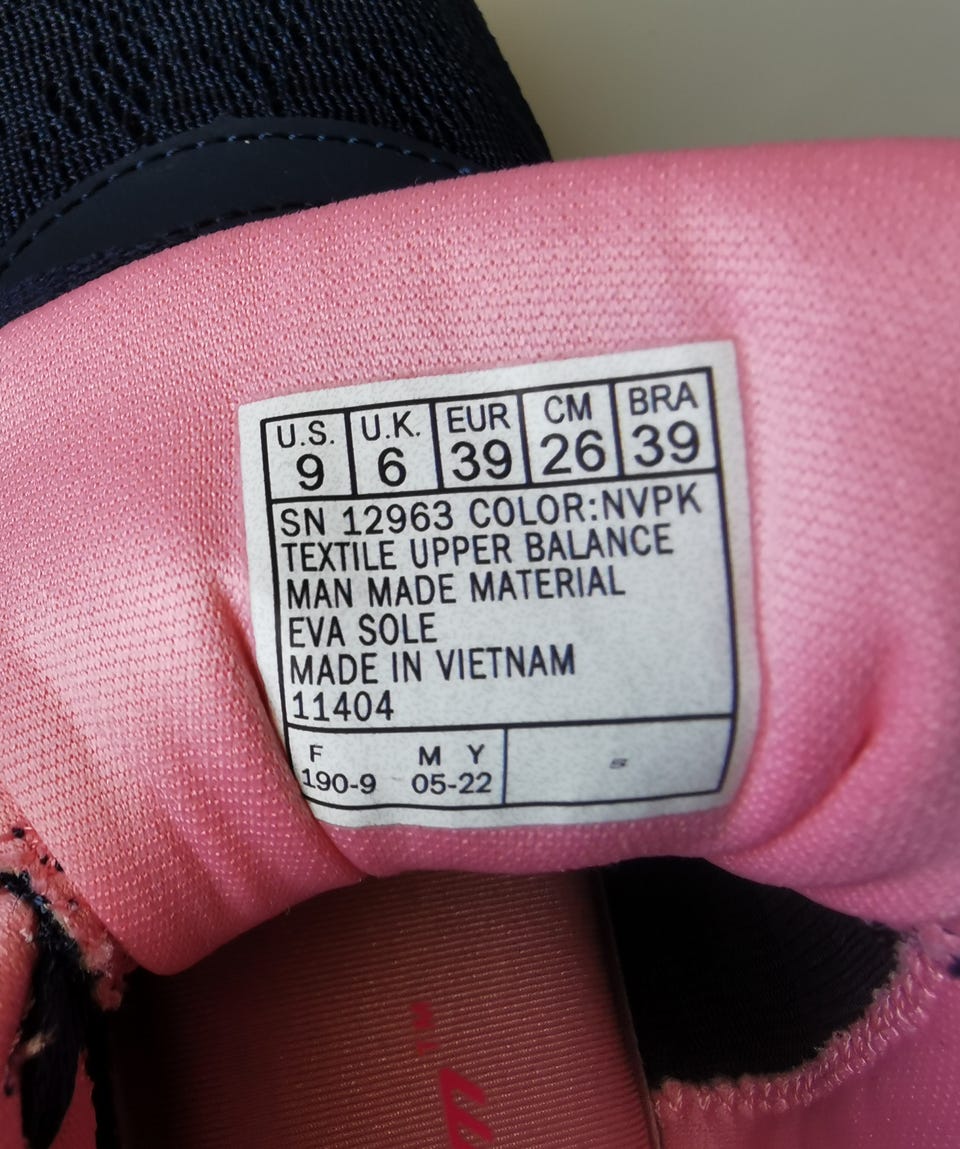 U.S. U.K. EUR CM BRA
9 6 39 26 39
SN 12963 COLOR:NVPK
TEXTILE UPPER BALANCE
MAN MADE MATERIAL
EVA SOLE
MADE IN VIETNAM
11404
F M Y
190-9 05-22
TM